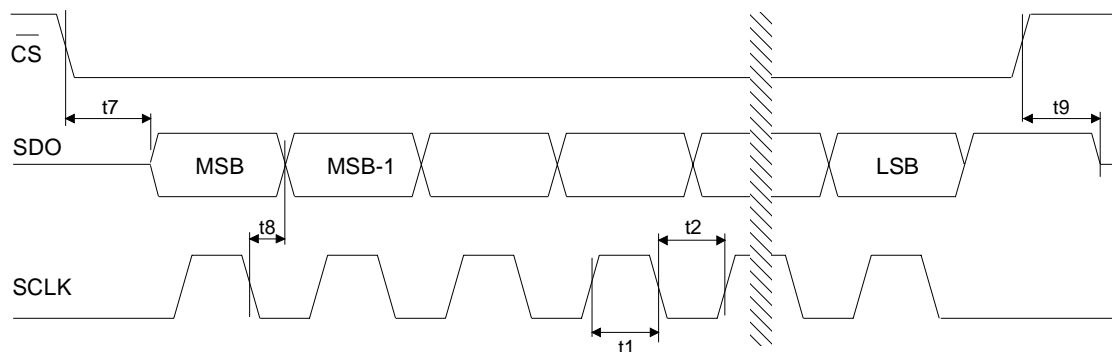 CS
t7
t9
SDO
MSB
MSB-1
LSB
t8
t2
SCLK
t1